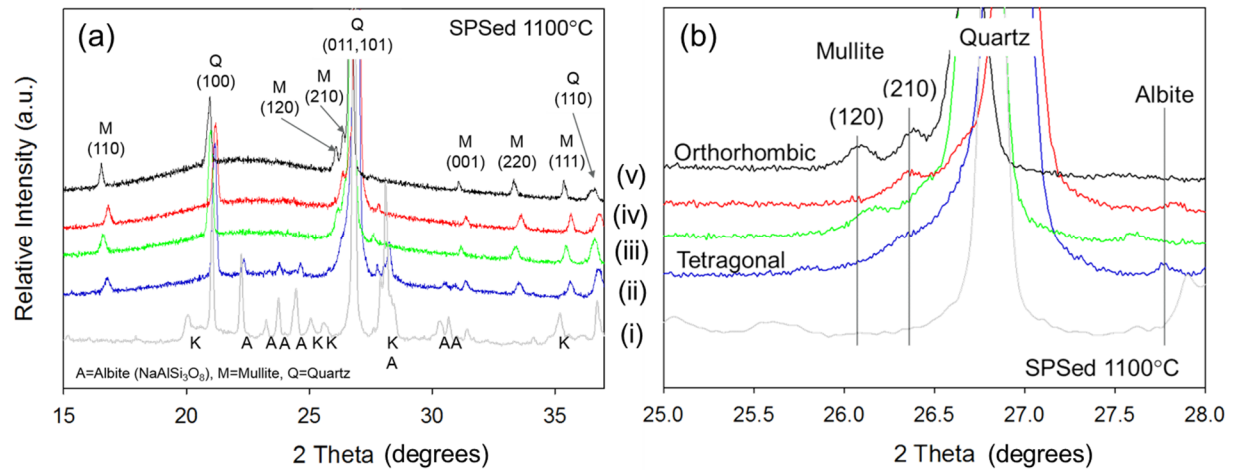 (a)
SPSed 1100°C
Q
(011,101)
Q
(100)
M
(120)
M
(210)
Q
(110)
M
(110)
M
(001)
M
(220)
M
(111)
K
A
A
A
A
K
K
K
A
A
A
K
A=Albite (NaAlSi3O8), M=Mullite, Q=Quartz
15
20
25
30
35
2 Theta (degrees)
Relative Intensity (a.u.)
(v)
(iv)
(iii)
(ii)
(i)
(b)
Mullite
Quartz
(120)
(210)
Albite
Orthorhombic
Tetragonal
SPSed 1100°C
25.0
25.5
26.0
26.5
27.0
27.5
28.0
2 Theta (degrees)